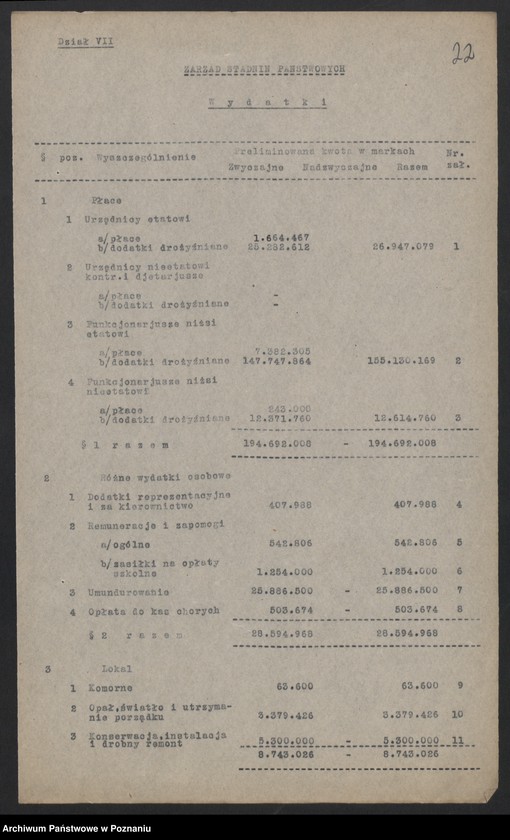 Dział VII
22
ZARZĄD STADNIN PAŃSTWOWYCH
W y d a t k i
§ poz. Wyszczególnienie Preliminowana kwota w markach Nr. zał.
Zwyczajne Nadzwyczajne Razem
1 Płace
1 Urzędnicy etatowi
a/płace 1.664.467
b/dodatki drożyźniane 25.282.612 26.947.079 1
2 Urzędnicy nieetatowi
kontr.i djetarjusze
a/płace -
b/dodatki drożyźniane -
3 Funkcjonarjusze niżsi
etatowi
a/płace 7.382.305
b/dodatki drożyźniane 147.747.864 155.130.169 2
4 Funkcjonarjusze niżsi
nieetatowi
a/płace 243.000
b/dodatki drożyźniane 12.371.760 12.614.760 3
§ 1 r a z e m 194.692.008 - 194.692.008
2 Różne wydatki osobowe
1 Dodatki reprezentacyjne
i za kierownictwo 407.988 407.988 4
2 Remuneracje i zapomogi
a/ogólne 542.806 542.806 5
b/zasiłki na opłaty
szkolne 1.254.000 1.254.000 6
3 Umundurowanie 25.886.500 - 25.886.500 7
4 Opłata do kas chorych 503.674 - 503.674 8
§ 2 r a z e m 28.594.968 28.594.968
3 Lokal
1 Komorne 63.600 63.600 9
2 Opał,światło i utrzyma-
nie porządku 3.379.426 3.379.426 10
3 Konserwacja,instalacja
i drobny remont 5.300.000 - 5.300.000 11
8.743.026 - 8.743.026
Archiwum Państwowe w Poznaniu